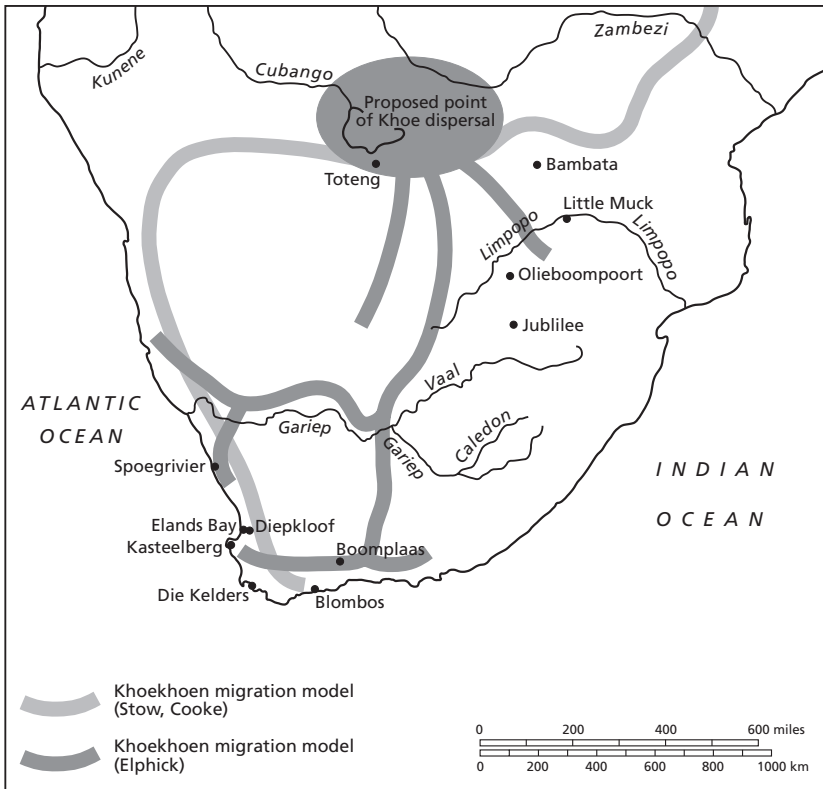 Zambezi
Kunene
Cubango
Proposed point
of Khoe dispersal
Toteng
Bambata
Little Muck
Limpopo
Limpopo
Olieboompoort
Jublilee
Vaal
ATLANTIC
OCEAN
Gariep
Gariep
Caledon
Spoegrivier
INDIAN
OCEAN
Elands Bay
Diepkloof
Kasteelberg
Boomplaas
Die Kelders
Blombos
Khoekhoen migration model
(Stow, Cooke)
Khoekhoen migration model
(Elphick)
0 200 400 600 miles
0 200 400 600 800 1000 km